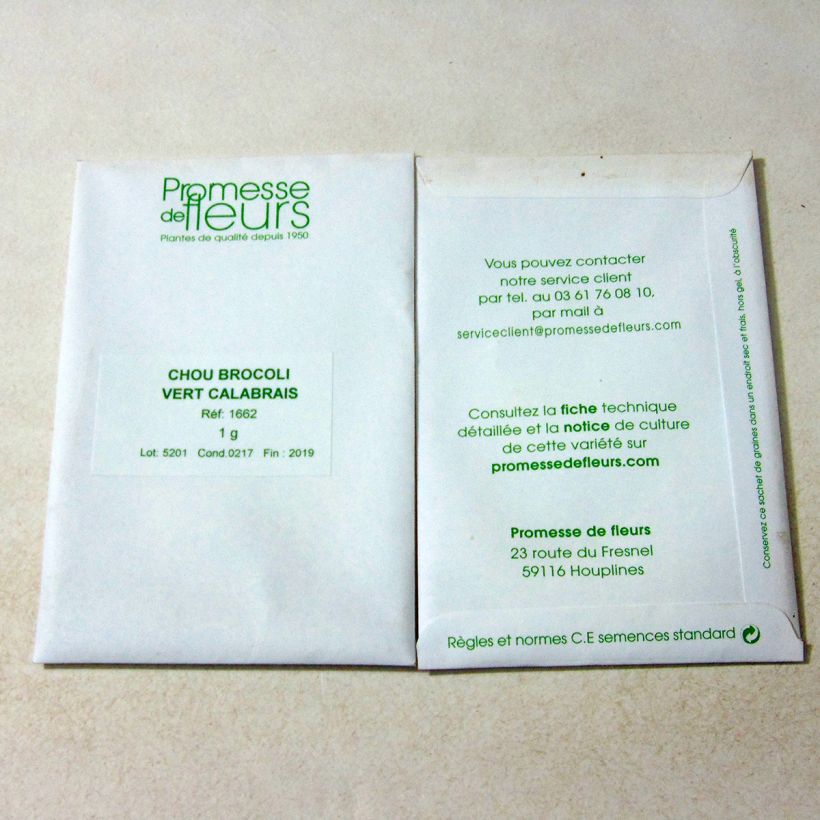 Promesse
de fleurs
Plantes de qualité depuis 1950
CHOU BROCOLI
VERT CALABRAIS
Réf: 1662
1 g
Lot: 5201 Cond.0217 Fin : 2019
Vous pouvez contacter
notre service client
par tel. au 03 61 76 08 10,
par mail à
serviceclient@promessedefleurs.com
Consultez la fiche technique
détaillée et la notice de culture
de cette variété sur
promessedefleurs.com
Promesse de fleurs
23 route du Fresnel
59116 Houplines
Règles et normes C.E semences standard
Conservez ce sachet de graines dans un endroit sec et frais, hors gel, à l'obscurité